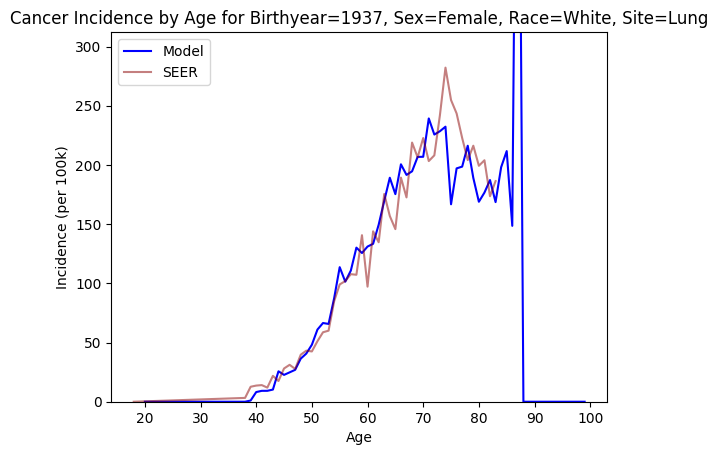 Cancer Incidence by Age for Birthyear=1937, Sex=Female, Race=White, Site=Lung
Model
SEER
300
250
200
150
100
50
0
Incidence (per 100k)
20 30 40 50 60 70 80 90 100
Age